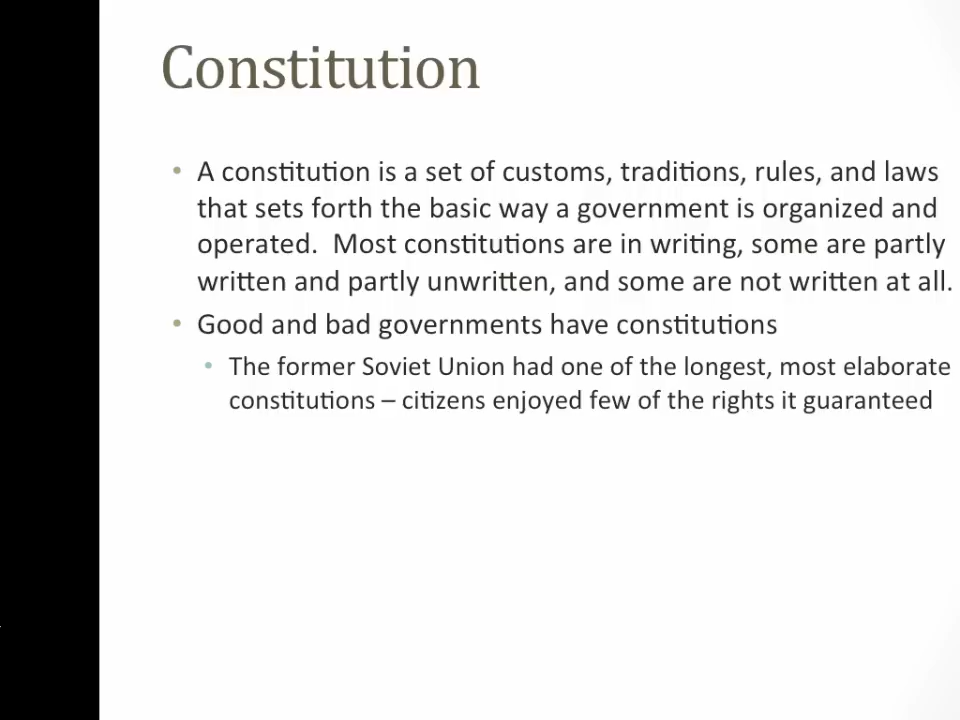 Constitution
• A constitution is a set of customs, traditions, rules, and laws
that sets forth the basic way a government is organized and
operated.  Most constitutions are in writing, some are partly
written and partly unwritten, and some are not written at all.
• Good and bad governments have constitutions
• The former Soviet Union had one of the longest, most elaborate
constitutions – citizens enjoyed few of the rights it guaranteed